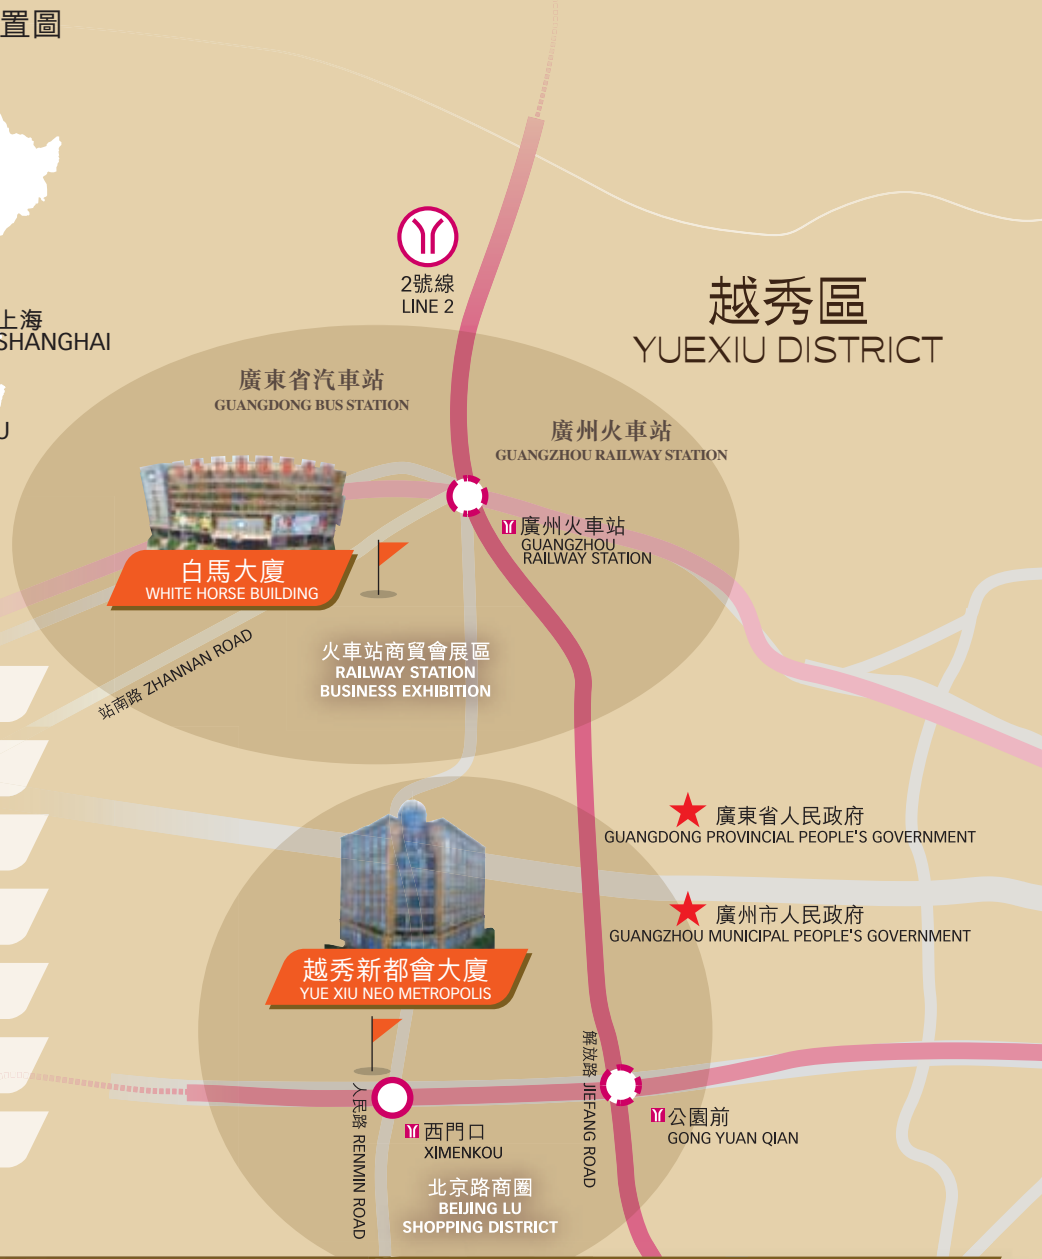 置圖
2號線
LINE 2
越秀區
YUEXIU DISTRICT
上海
SHANGHAI
廣東省汽車站
GUANGDONG BUS STATION
廣州火車站
GUANGZHOU RAILWAY STATION
U
廣州火車站
GUANGZHOU
RAILWAY STATION
白馬大廈
WHITE HORSE BUILDING
站南路 ZHANNAN ROAD
火車站商貿會展區
RAILWAY STATION
BUSINESS EXHIBITION
廣東省人民政府
GUANGDONG PROVINCIAL PEOPLE'S GOVERNMENT
廣州市人民政府
GUANGZHOU MUNICIPAL PEOPLE'S GOVERNMENT
越秀新都會大廈
YUE XIU NEO METROPOLIS
解放路 JIEFANG ROAD
人民路 RENMIN ROAD
西門口
XIMENKOU
公園前
GONG YUAN QIAN
北京路商圈
BEIJING LU
SHOPPING DISTRICT